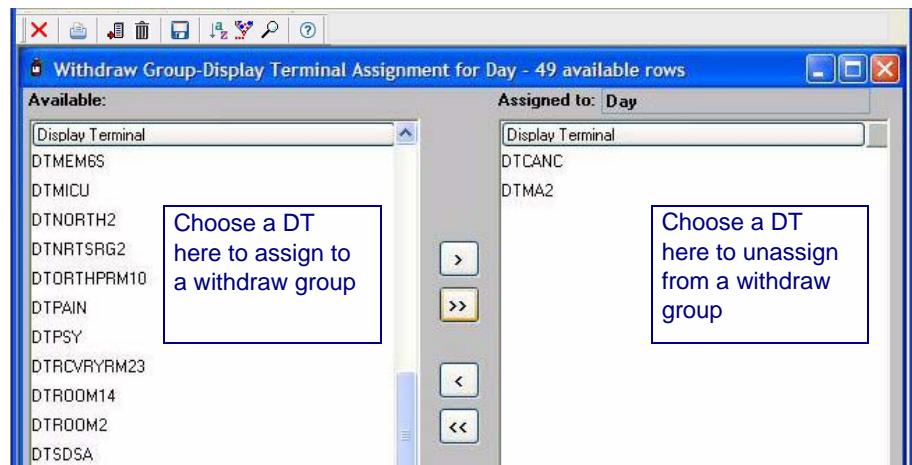 Withdraw Group-Display Terminal Assignment for Day - 49 available rows
Available:
Assigned to: Day
Display Terminal
DTMEM6S
DTMICU
DTNORTH2
DTNRTSRG2
DTORTHPRM10
DTPAIN
DTPSY
DTRCVRYRM23
DTROOM14
DTROOM2
DTSDSA
Choose a DT
here to assign to
a withdraw group
>
>>
<
<<
Display Terminal
DTCANC
DTMA2
Choose a DT
here to unassign
from a withdraw
group